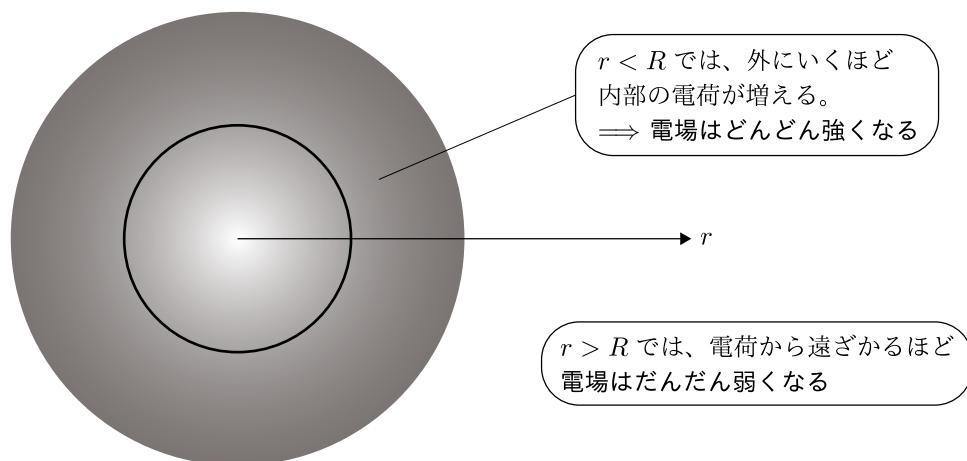 r < R では、外にいくほど
内部の電荷が増える。
⟹ 電場はどんどん強くなる
r
r > R では、電荷から遠ざかるほど
電場はだんだん弱くなる